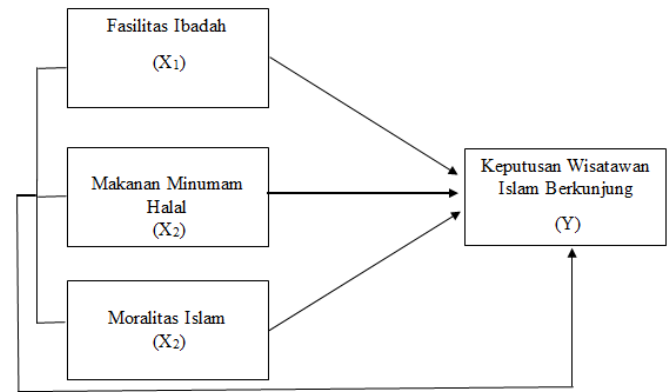 Fasilitas Ibadah
(X₁)
Makanan Minumam
Halal
(X₂)
Moralitas Islam
(X₂)
Keputusan Wisatawan
Islam Berkunjung
(Y)